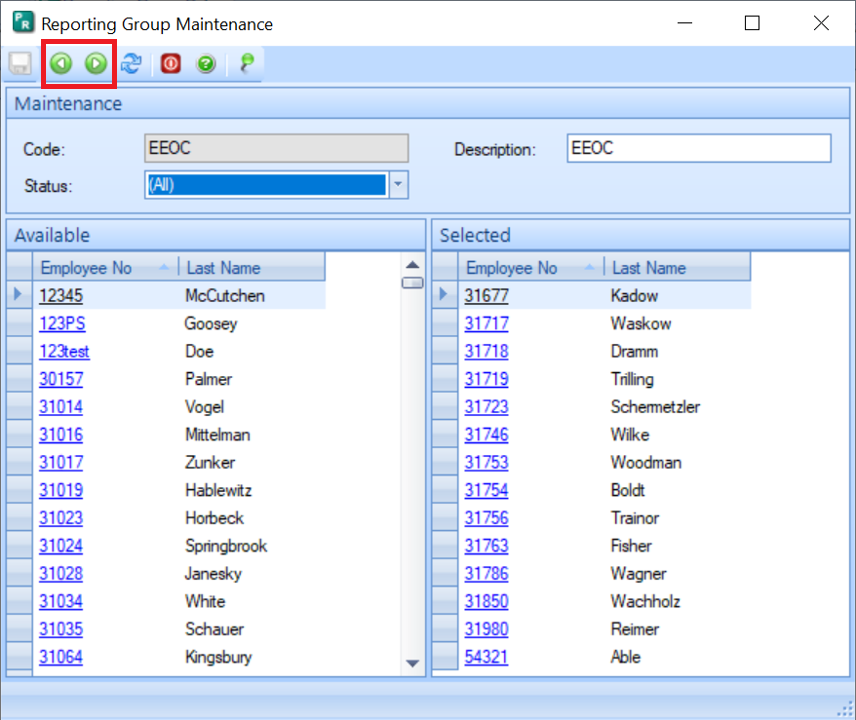 PR Reporting Group Maintenance
Maintenance
Code: EEOC Description: EEOC
Status: (All)
Available Selected
Employee No Last Name Employee No Last Name
12345 McCutchen 31677 Kadow
123PS Goosey 31717 Waskow
123test Doe 31718 Dramm
30157 Palmer 31719 Trilling
31014 Vogel 31723 Schermetzler
31016 Mittelman 31746 Wilke
31017 Zunker 31753 Woodman
31019 Hablewitz 31754 Boldt
31023 Horbeck 31756 Trainor
31024 Springbrook 31763 Fisher
31028 Janesky 31786 Wagner
31034 White 31850 Wachholz
31035 Schauer 31980 Reimer
31064 Kingsbury 54321 Able